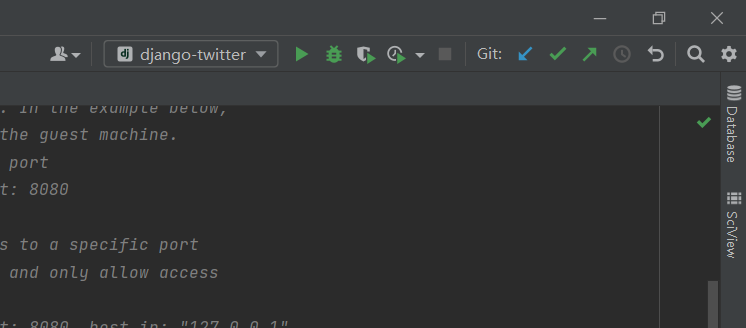 dj django-twitter Git:
. In the example below,
the guest machine.
port
t: 8080
s to a specific port
and only allow access
t: 8080, host_ip: "127.0.0.1"
Database
SciView